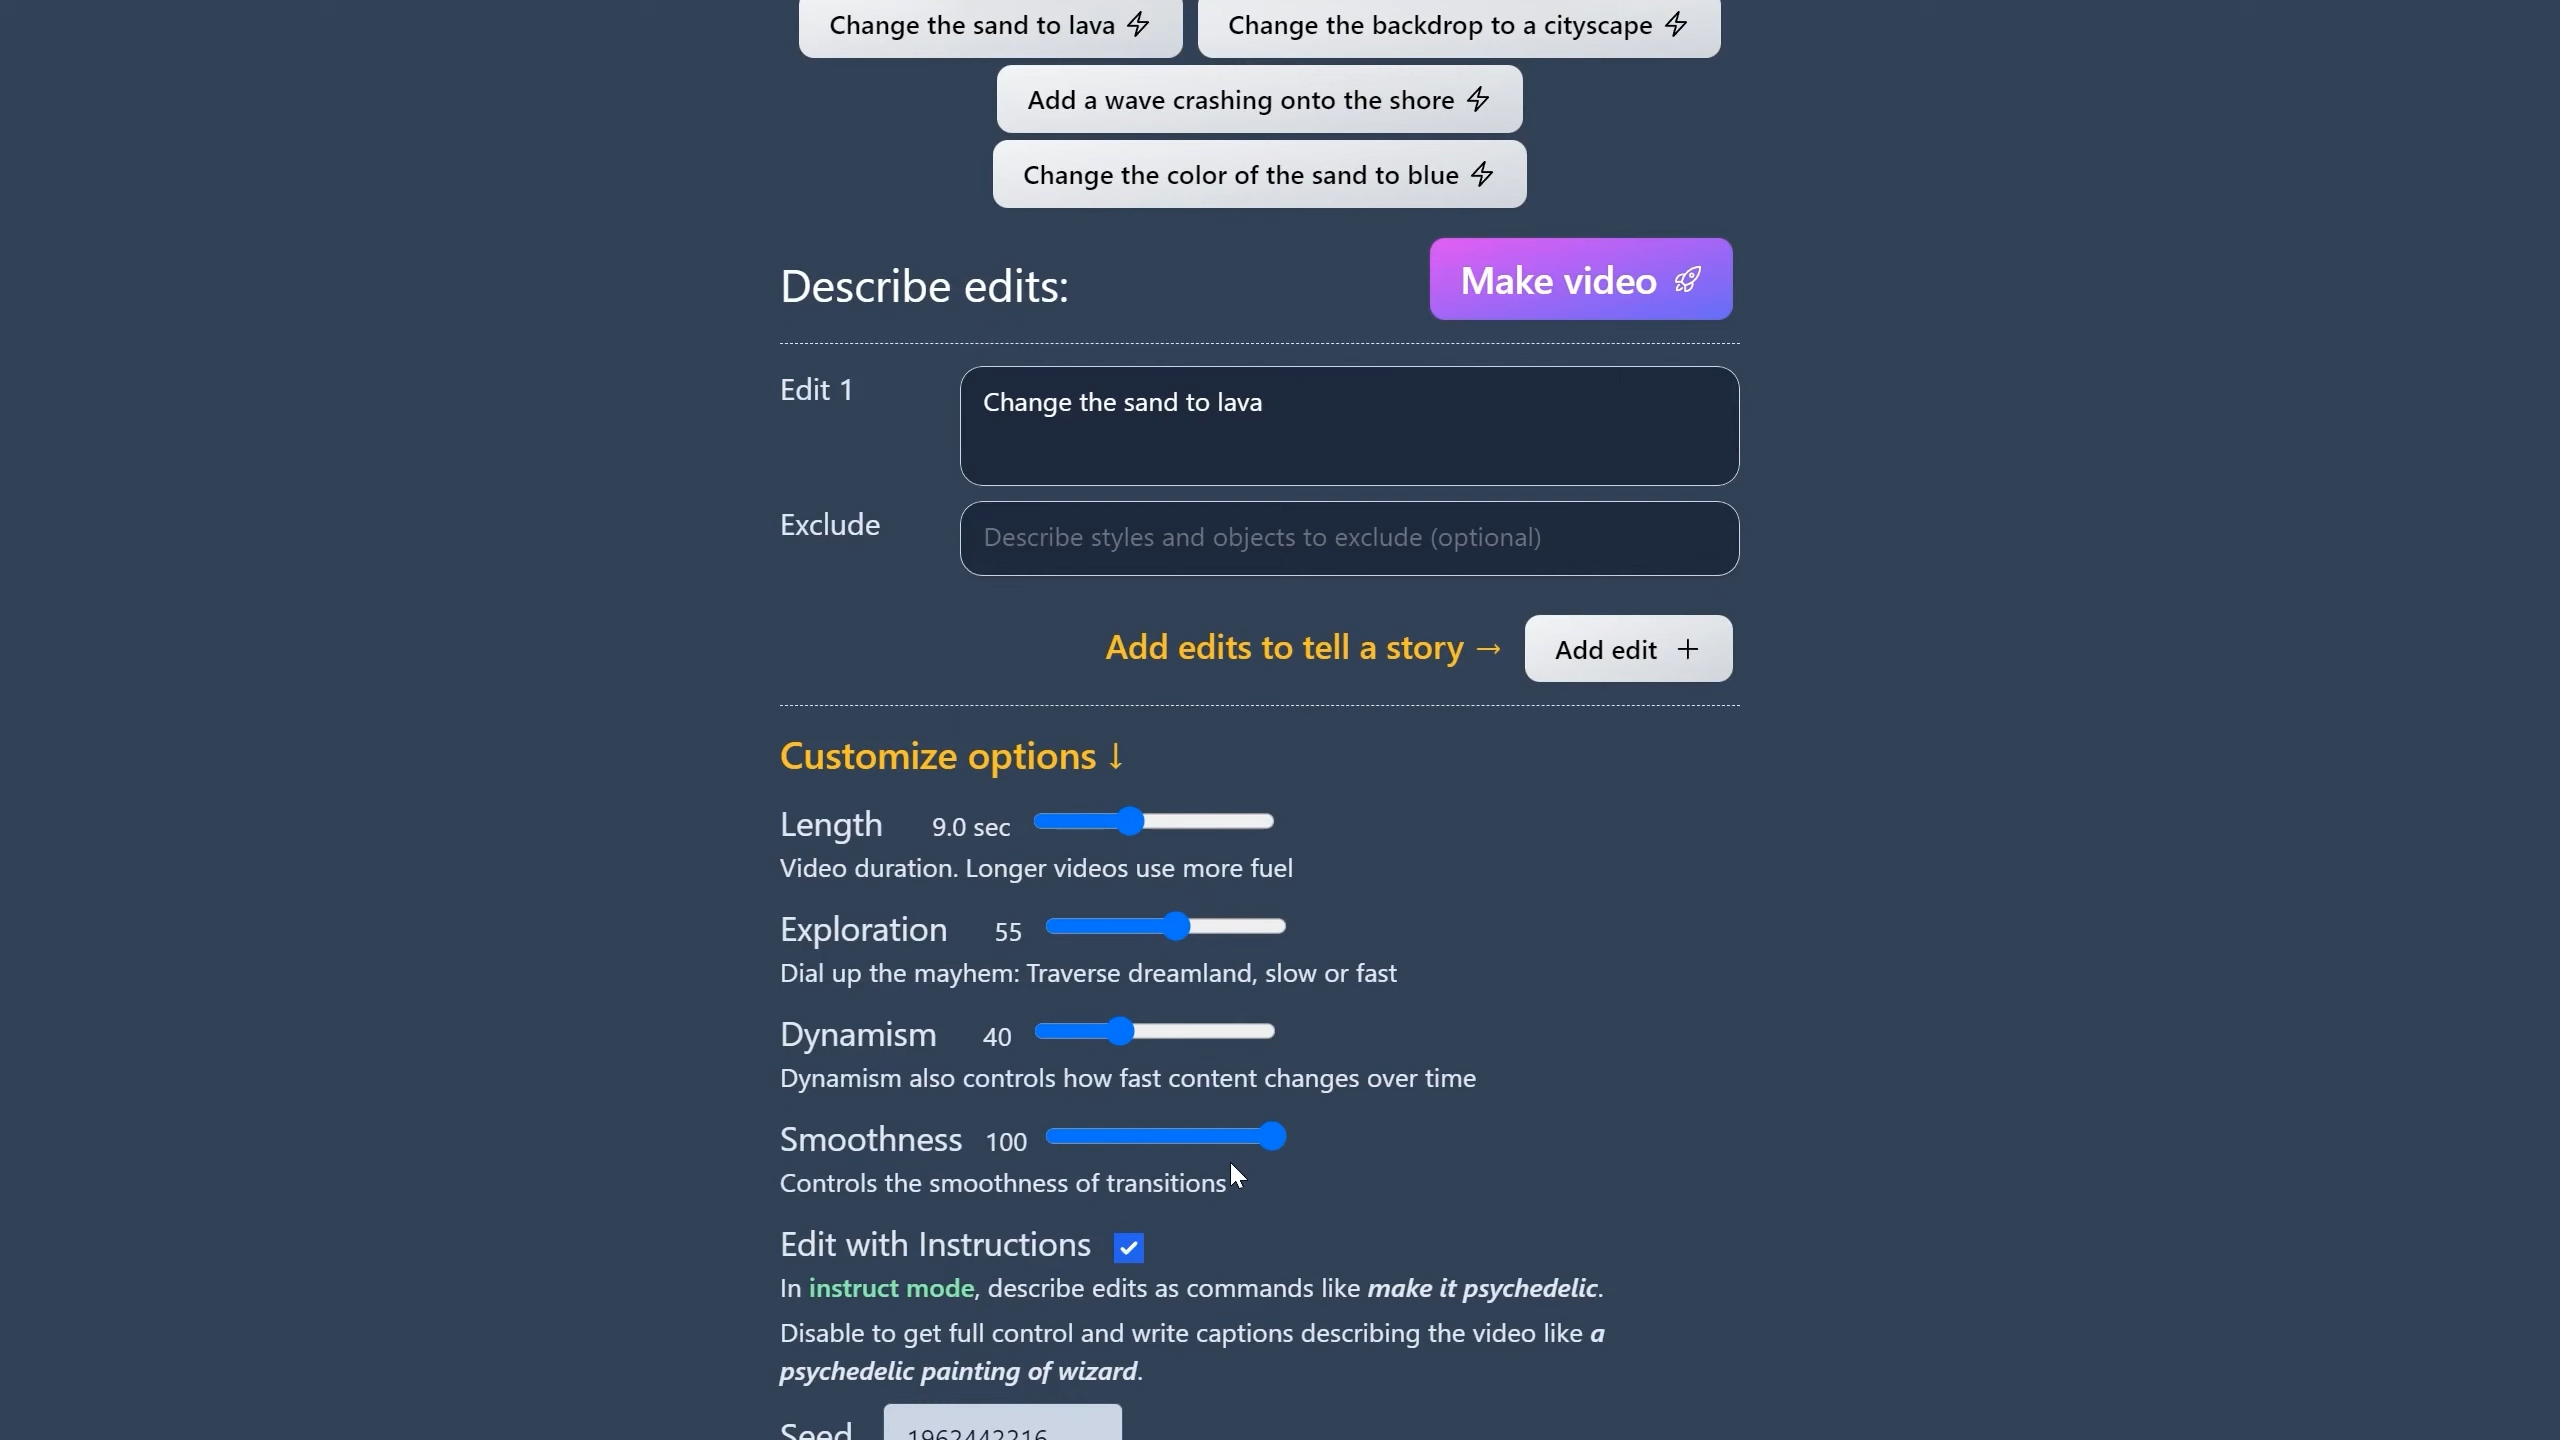 Change the sand to lava
Change the backdrop to a cityscape
Add a wave crashing onto the shore
Change the color of the sand to blue
Describe edits:
Make video
Edit 1
Change the sand to lava
Exclude
Describe styles and objects to exclude (optional)
Add edits to tell a story →
Add edit +
Customize options ↓
Length 9.0 sec
Video duration. Longer videos use more fuel
Exploration 55
Dial up the mayhem: Traverse dreamland, slow or fast
Dynamism 40
Dynamism also controls how fast content changes over time
Smoothness 100
Controls the smoothness of transitions
Edit with Instructions
In instruct mode, describe edits as commands like make it psychedelic.
Disable to get full control and write captions describing the video like a
psychedelic painting of wizard.
Seed 1962442216